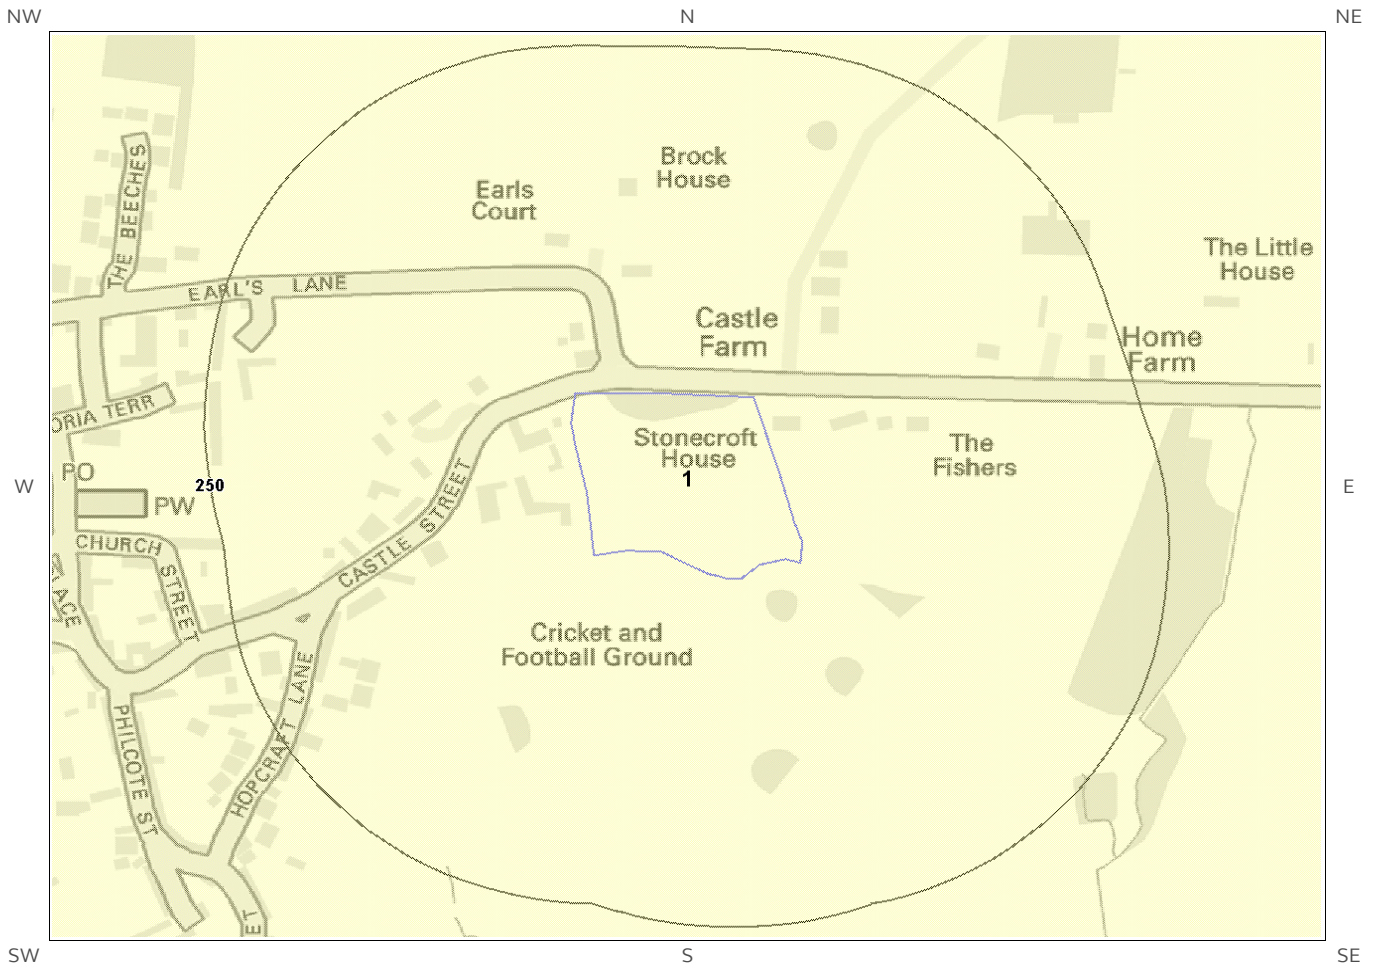 NW
N
NE
Brock
House
Earls
Court
THE BEECHES
The Little
House
EARL'S LANE
Castle
Farm
Home
Farm
ORIA TERR
Stonecroft
House
1
The
Fishers
PO
W
250
E
PW
CASTLE STREET
CHURCH
STREET
ACE
Cricket and
Football Ground
HOPCRAFT LANE
PHILCOTE ST
ET
SW
S
SE